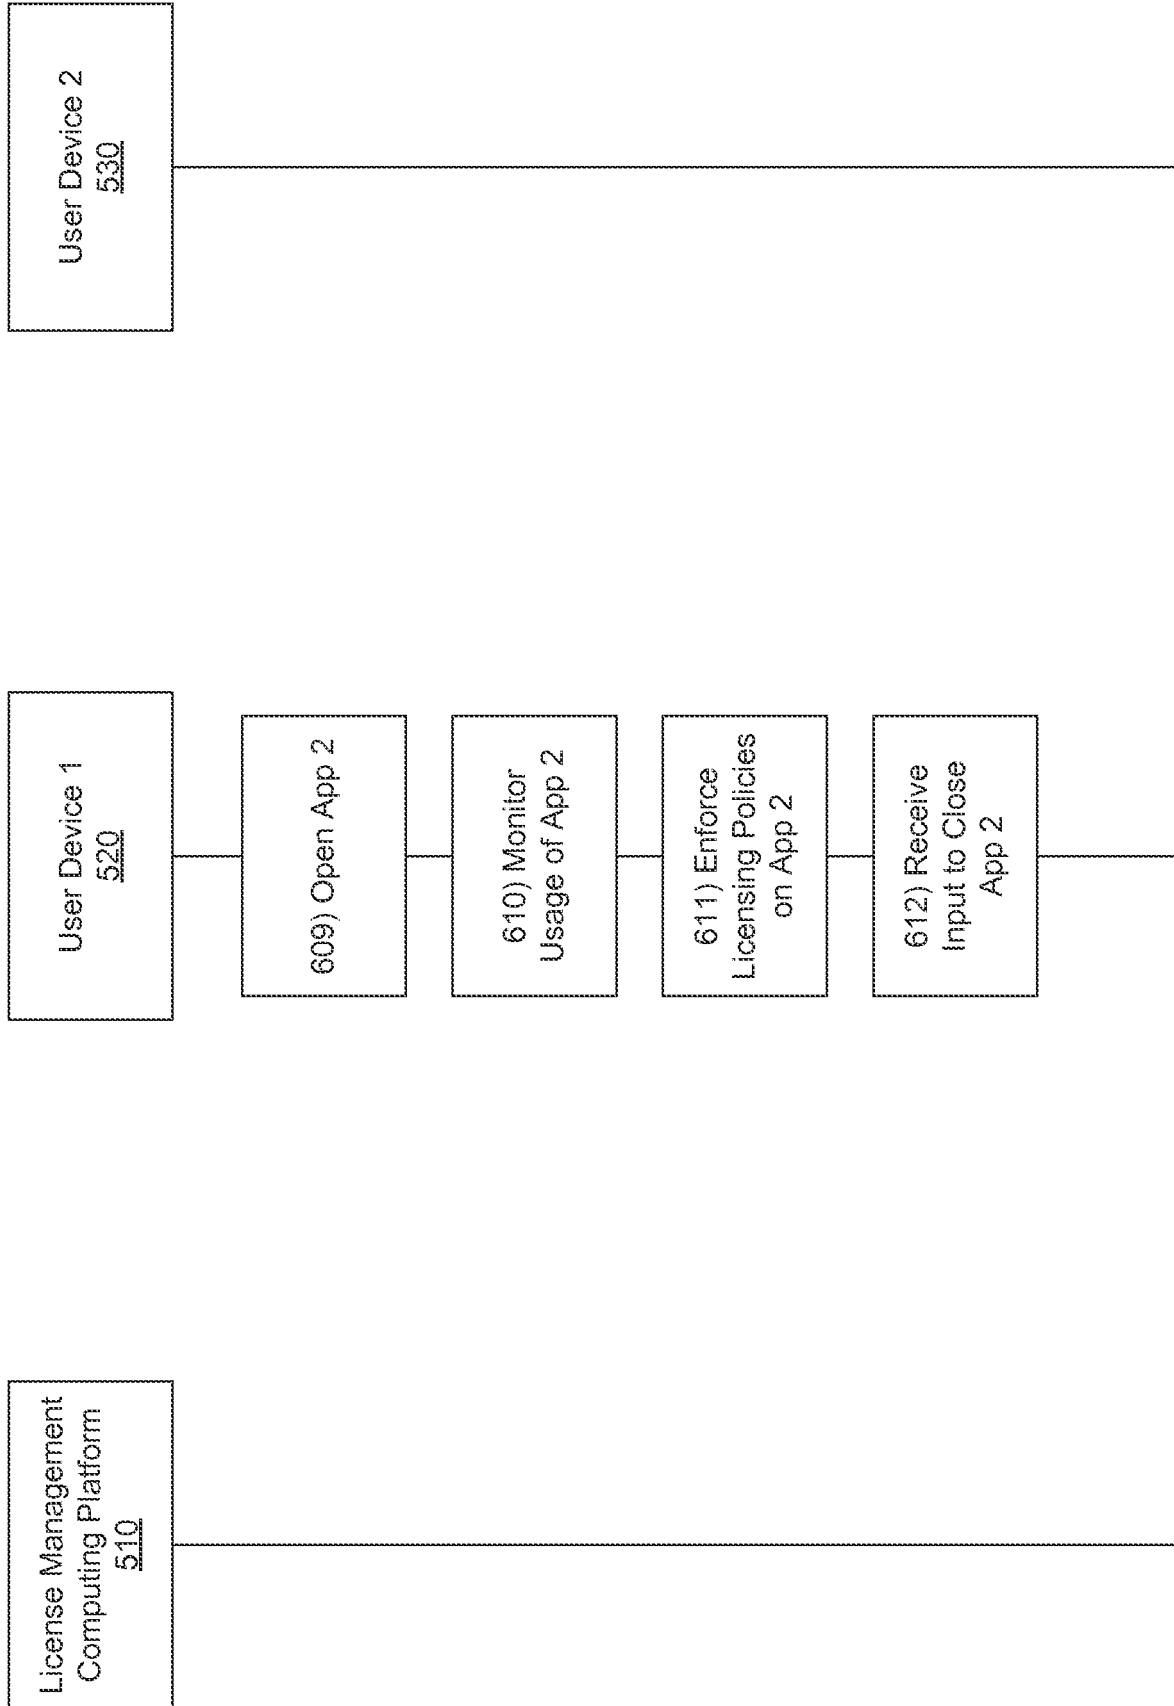 License Management
Computing Platform
510
User Device 1
520
User Device 2
530
609) Open App 2
610) Monitor
Usage of App 2
611) Enforce
Licensing Policies
on App 2
612) Receive
Input to Close
App 2